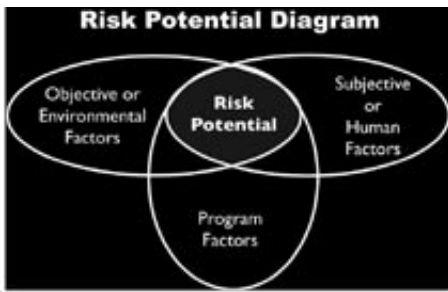 Risk Potential Diagram
Objective or
Environmental
Factors
Risk
Potential
Subjective
or
Human
Factors
Program
Factors